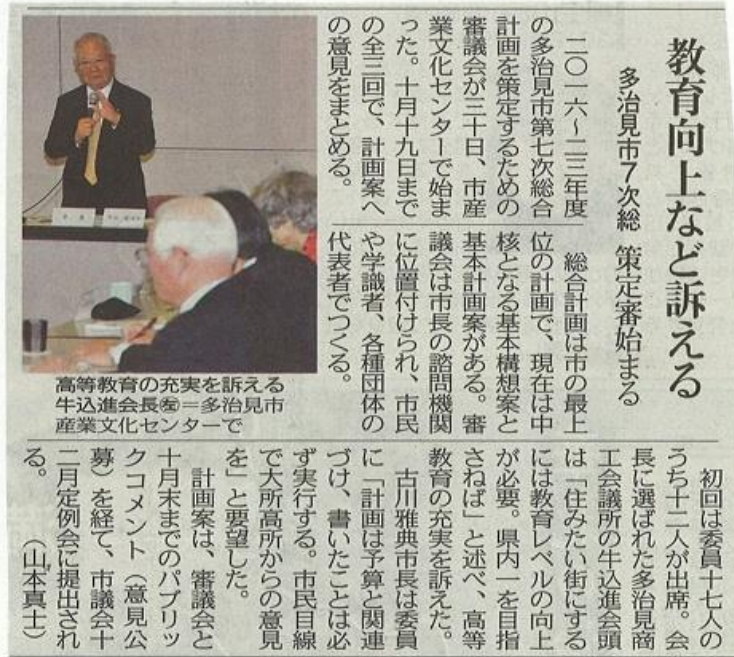 教育向上など訴える
多治見市7次総 策定審始まる
二〇一六〜二三年度
の多治見市第七次総合
計画を策定するための
審議会が三十日、市産
業文化センターで始ま
った。十月十九日まで
の全三回で、計画案へ
の意見をまとめる。
総合計画は市の最上
位の計画で、現在は中
核となる基本構想案と
基本計画案がある。審
議会は市長の諮問機関
に位置付けられ、市民
や学識者、各種団体の
代表者でつくる。
高等教育の充実を訴える
牛込進会長㊧=多治見市
産業文化センターで
初回は委員十七人の
うち十二人が出席。会
長に選ばれた多治見商
工会議所の牛込進会頭
は「住みたい街にする
には教育レベルの向上
が必要。県内一を目指
さねば」と述べ、高等
教育の充実を訴えた。
古川雅典市長は委員
に「計画は予算と関連
づけ、書いたことは必
ず実行する。市民目線
で大所高所からの意見
を」と要望した。
計画案は、審議会と
十月末までのパブリッ
クコメント(意見公
募)を経て、市議会十
二月定例会に提出され
る。 (山本真士)